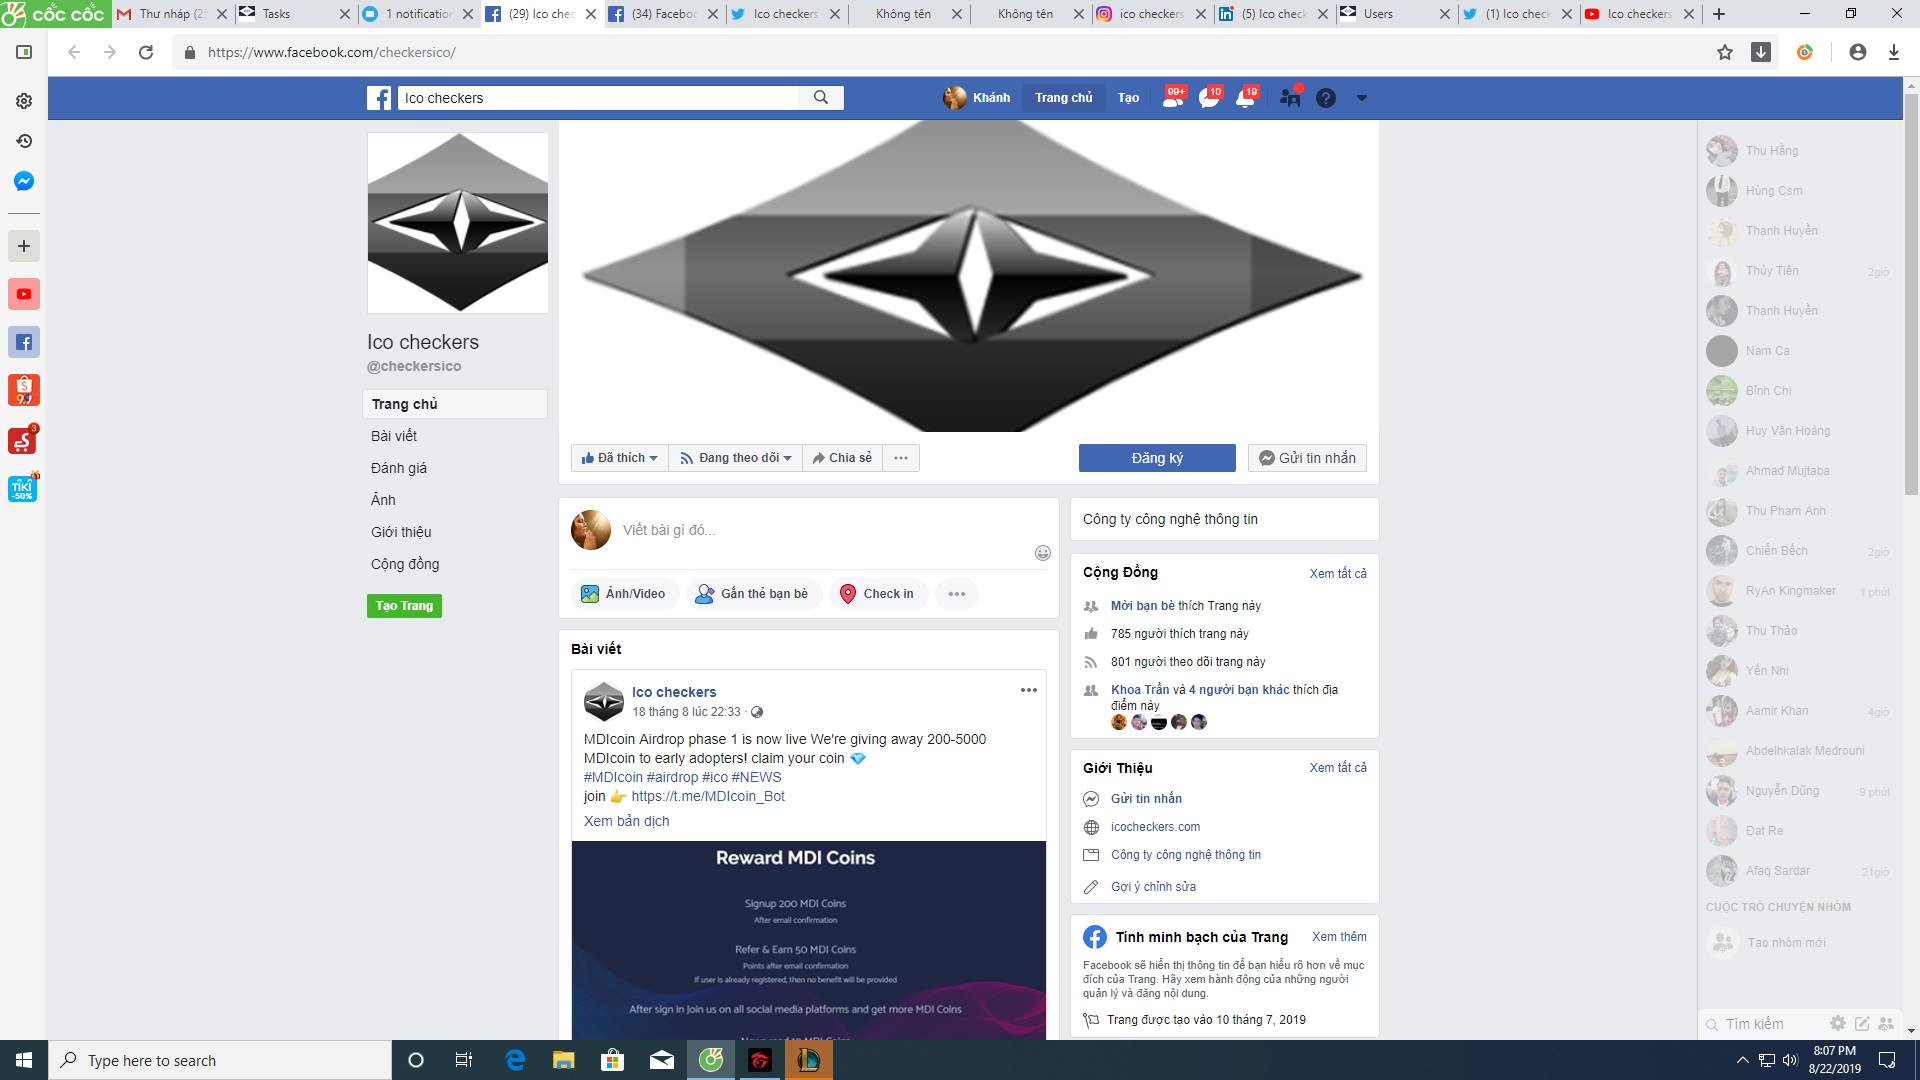 cốc cốc
Thư nháp (2
Tasks
1 notification
(29) Ico chec
(34) Facebo
Ico checkers
Không tên
Không tên
ico checkers
(5) Ico check
Users
(1) Ico check
Ico checkers
https://www.facebook.com/checkersico/
Ico checkers
Khánh
Trang chủ
Tạo
99+
10
19
Ico checkers
@checkersico
Trang chủ
Bài viết
Đánh giá
Ảnh
Giới thiệu
Cộng đồng
Tạo Trang
3
9.9
TIKI
-50%
Đã thích
Đang theo dõi
Chia sẻ
Đăng ký
Gửi tin nhắn
Viết bài gì đó...
Ảnh/Video
Gắn thẻ bạn bè
Check in
Bài viết
Ico checkers
18 tháng 8 lúc 22:33 ·
MDIcoin Airdrop phase 1 is now live We're giving away 200-5000
MDIcoin to early adopters! claim your coin 💎
#MDIcoin #airdrop #ico #NEWS
join 👉 https://t.me/MDIcoin_Bot
Xem bản dịch
Reward MDI Coins
Signup 200 MDI Coins
After email confirmation
Refer & Earn 50 MDI Coins
Points after email confirmation
If user is already registered, then no benefit will be provided
After sign in Join us on all social media platforms and get more MDI Coins
Công ty công nghệ thông tin
Cộng Đồng
Xem tất cả
Mời bạn bè thích Trang này
785 người thích trang này
801 người theo dõi trang này
Khoa Trần và 4 người bạn khác thích địa
điểm này
Giới Thiệu
Xem tất cả
Gửi tin nhắn
icocheckers.com
Công ty công nghệ thông tin
Gợi ý chỉnh sửa
Tính minh bạch của Trang
Xem thêm
Facebook sẽ hiển thị thông tin để bạn hiểu rõ hơn về mục
đích của Trang. Hãy xem hành động của những người
quản lý và đăng nội dung.
Trang được tạo vào 10 tháng 7, 2019
Thu Hằng
Hùng Csm
Thanh Huyền
Thủy Tiên 2giờ
Thanh Huyền
Nam Ca
Bỉnh Chi
Huy Văn Hoàng
Ahmad Mujtaba
Thu Pham Anh
Chiến Bếch 2giờ
RyAn Kingmaker 1 phút
Thu Thảo
Yến Nhi
Aamir Khan 4giờ
Abdelhkalak Medrouni
Nguyễn Dũng 9 phút
Đạt Re
Afaq Sardar 21giờ
CUỘC TRÒ CHUYỆN NHÓM
Tạo nhóm mới
Tìm kiếm
Type here to search
8:07 PM
8/22/2019